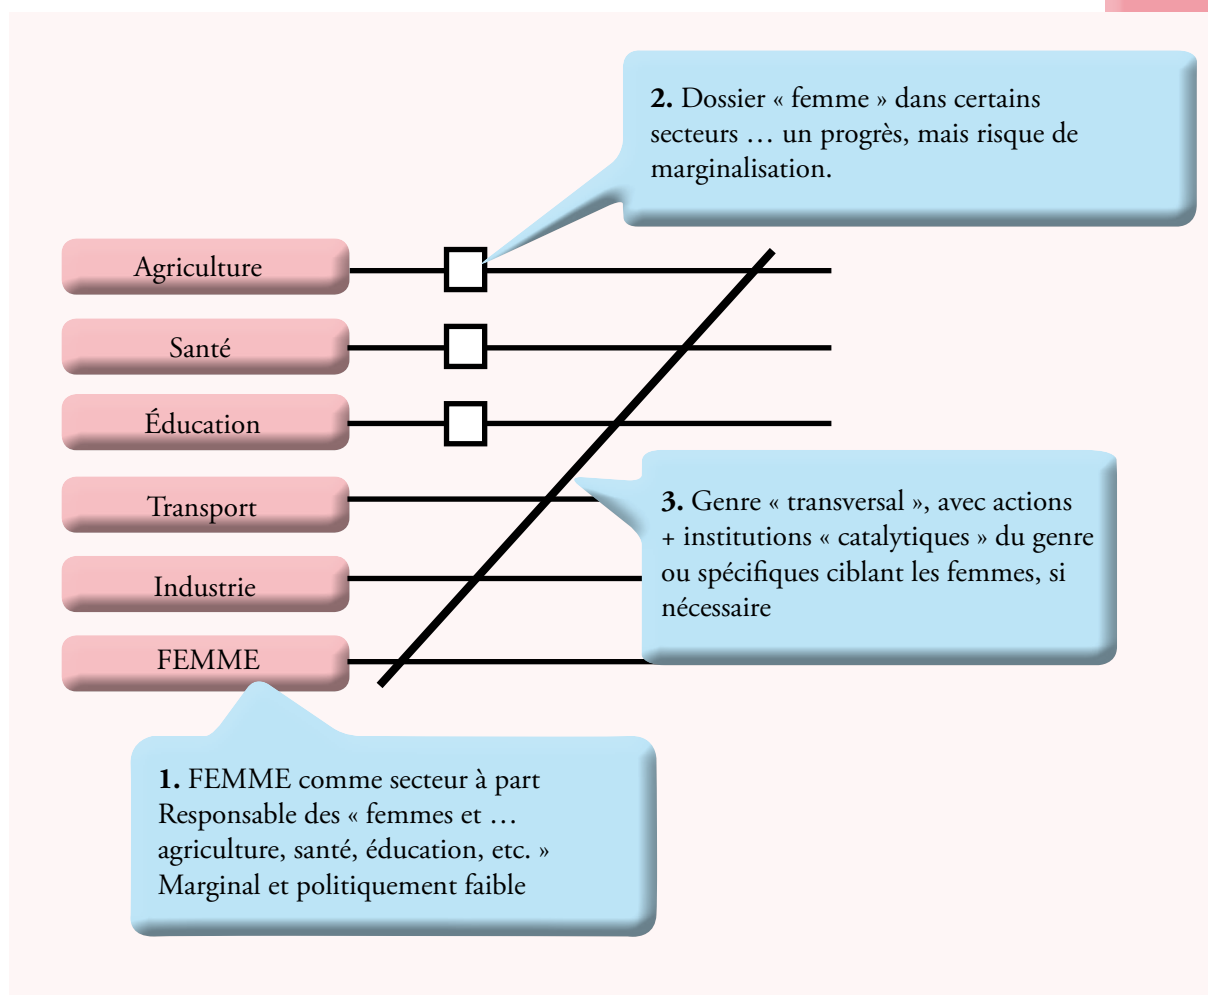 2. Dossier « femme » dans certains
secteurs … un progrès, mais risque de
marginalisation.
Agriculture
Santé
Éducation
Transport
Industrie
FEMME
3. Genre « transversal », avec actions
+ institutions « catalytiques » du genre
ou spécifiques ciblant les femmes, si
nécessaire
1. FEMME comme secteur à part
Responsable des « femmes et …
agriculture, santé, éducation, etc. »
Marginal et politiquement faible